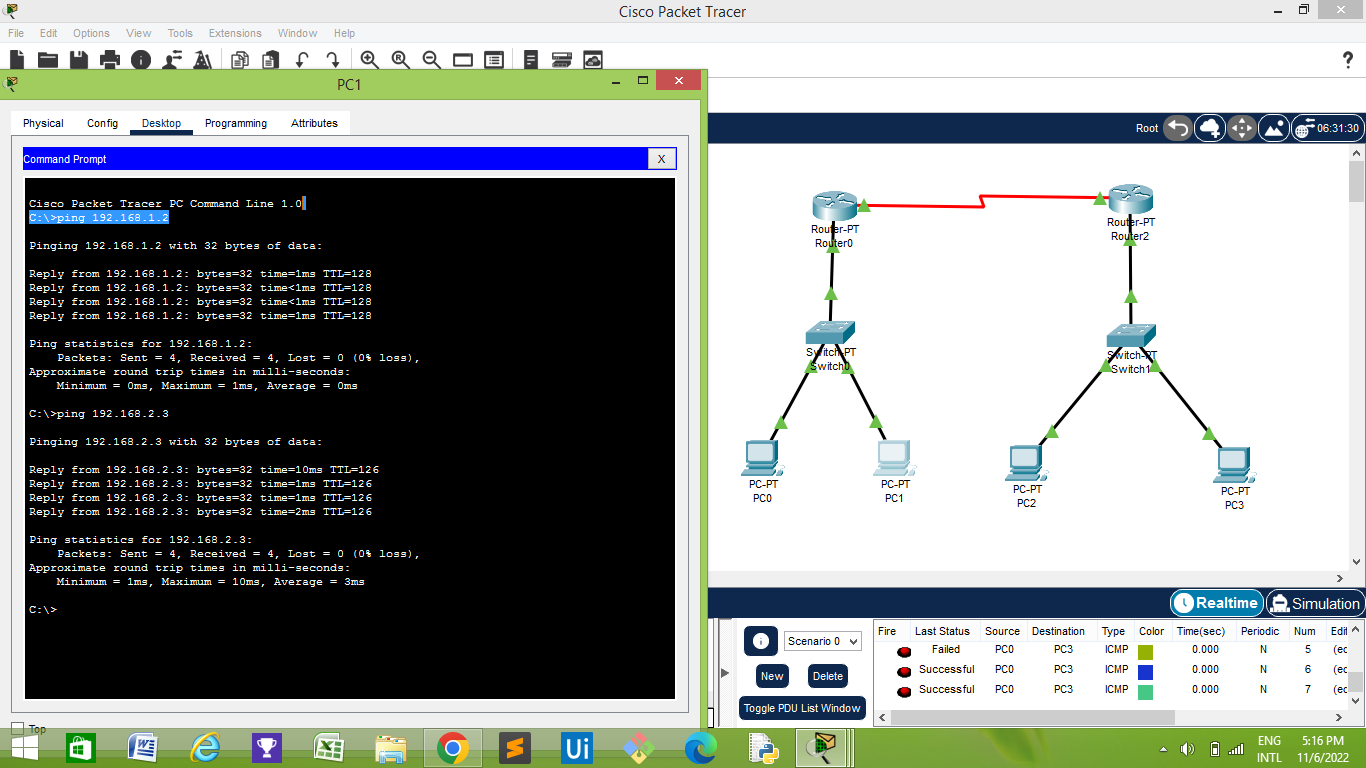 Cisco Packet Tracer
File Edit Options View Tools Extensions Window Help
PC1
Physical Config Desktop Programming Attributes
Command Prompt
X
Cisco Packet Tracer PC Command Line 1.0
C:\>ping 192.168.1.2
Pinging 192.168.1.2 with 32 bytes of data:
Reply from 192.168.1.2: bytes=32 time=1ms TTL=128
Reply from 192.168.1.2: bytes=32 time<1ms TTL=128
Reply from 192.168.1.2: bytes=32 time<1ms TTL=128
Reply from 192.168.1.2: bytes=32 time=1ms TTL=128
Ping statistics for 192.168.1.2:
Packets: Sent = 4, Received = 4, Lost = 0 (0% loss),
Approximate round trip times in milli-seconds:
Minimum = 0ms, Maximum = 1ms, Average = 0ms
C:\>ping 192.168.2.3
Pinging 192.168.2.3 with 32 bytes of data:
Reply from 192.168.2.3: bytes=32 time=10ms TTL=126
Reply from 192.168.2.3: bytes=32 time=1ms TTL=126
Reply from 192.168.2.3: bytes=32 time=1ms TTL=126
Reply from 192.168.2.3: bytes=32 time=2ms TTL=126
Ping statistics for 192.168.2.3:
Packets: Sent = 4, Received = 4, Lost = 0 (0% loss),
Approximate round trip times in milli-seconds:
Minimum = 1ms, Maximum = 10ms, Average = 3ms
C:\>
Top
Root 06:31:30
Router-PT
Router0
Router-PT
Router2
Switch-PT
Switch0
Switch-PT
Switch1
PC-PT
PC0
PC-PT
PC1
PC-PT
PC2
PC-PT
PC3
Realtime Simulation
Scenario 0
New Delete
Toggle PDU List Window
Fire Last Status Source Destination Type Color Time(sec) Periodic Num Edit
Failed PC0 PC3 ICMP 0.000 N 5 (ec
Successful PC0 PC3 ICMP 0.000 N 6 (ec
Successful PC0 PC3 ICMP 0.000 N 7 (ec
Ui
ENG
INTL
5:16 PM
11/6/2022